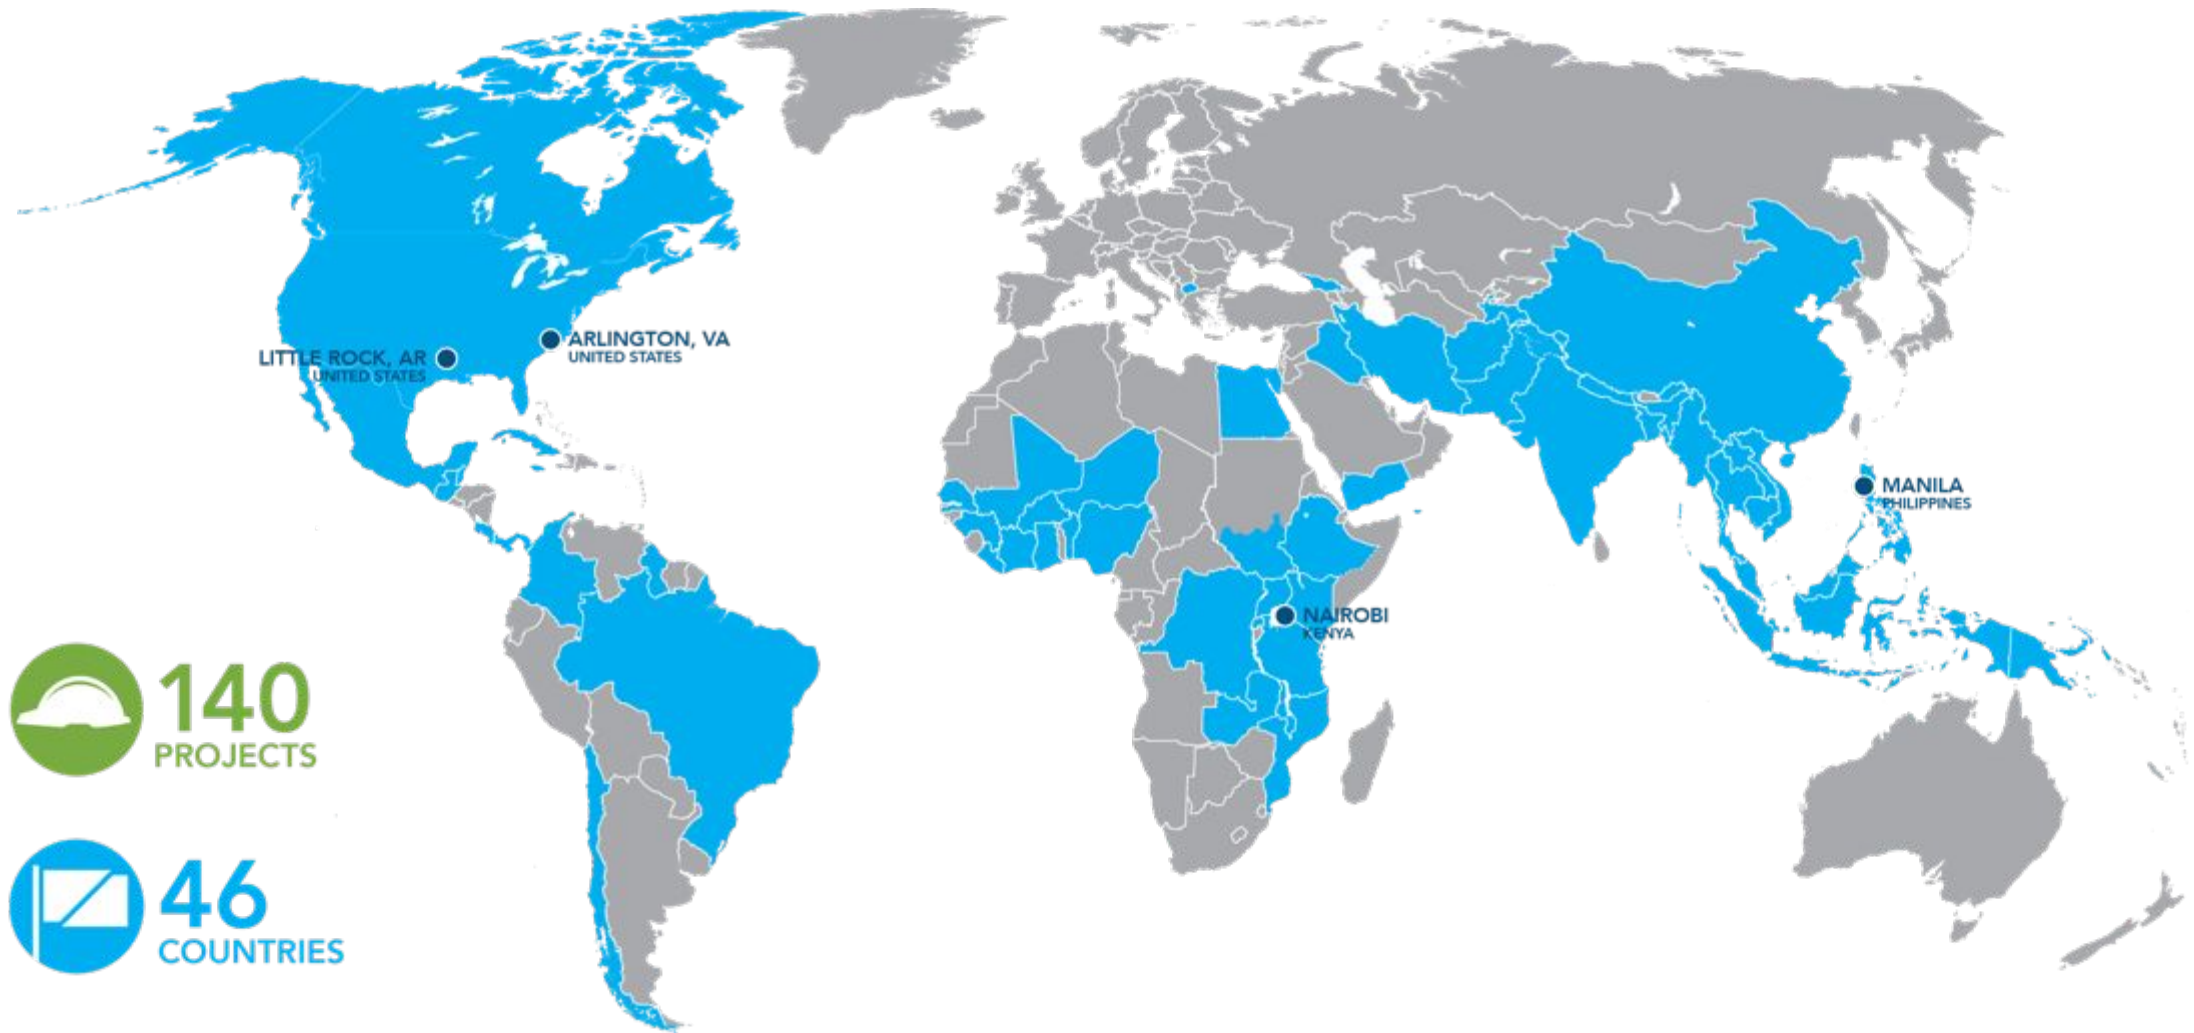 LITTLE ROCK, AR
UNITED STATES
ARLINGTON, VA
UNITED STATES
MANILA
PHILIPPINES
NAIROBI
KENYA
140
PROJECTS
46
COUNTRIES